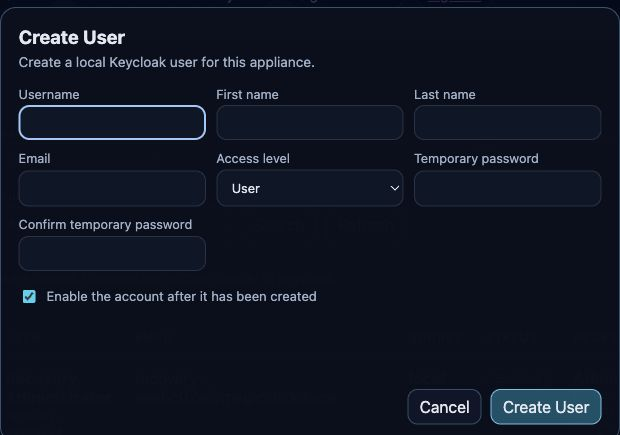 Create User
Create a local Keycloak user for this appliance.
Username First name Last name
Email Access level Temporary password
User
Confirm temporary password
Enable the account after it has been created
Cancel Create User